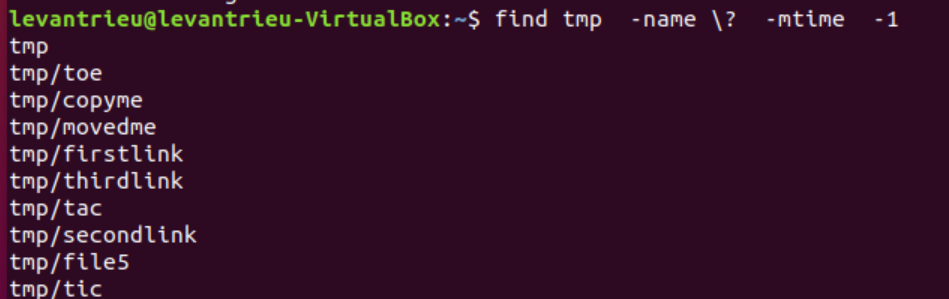 levantrieu@levantrieu-VirtualBox:~$ find tmp  -name \?  -mtime  -1
tmp
tmp/toe
tmp/copyme
tmp/movedme
tmp/firstlink
tmp/thirdlink
tmp/tac
tmp/secondlink
tmp/file5
tmp/tic